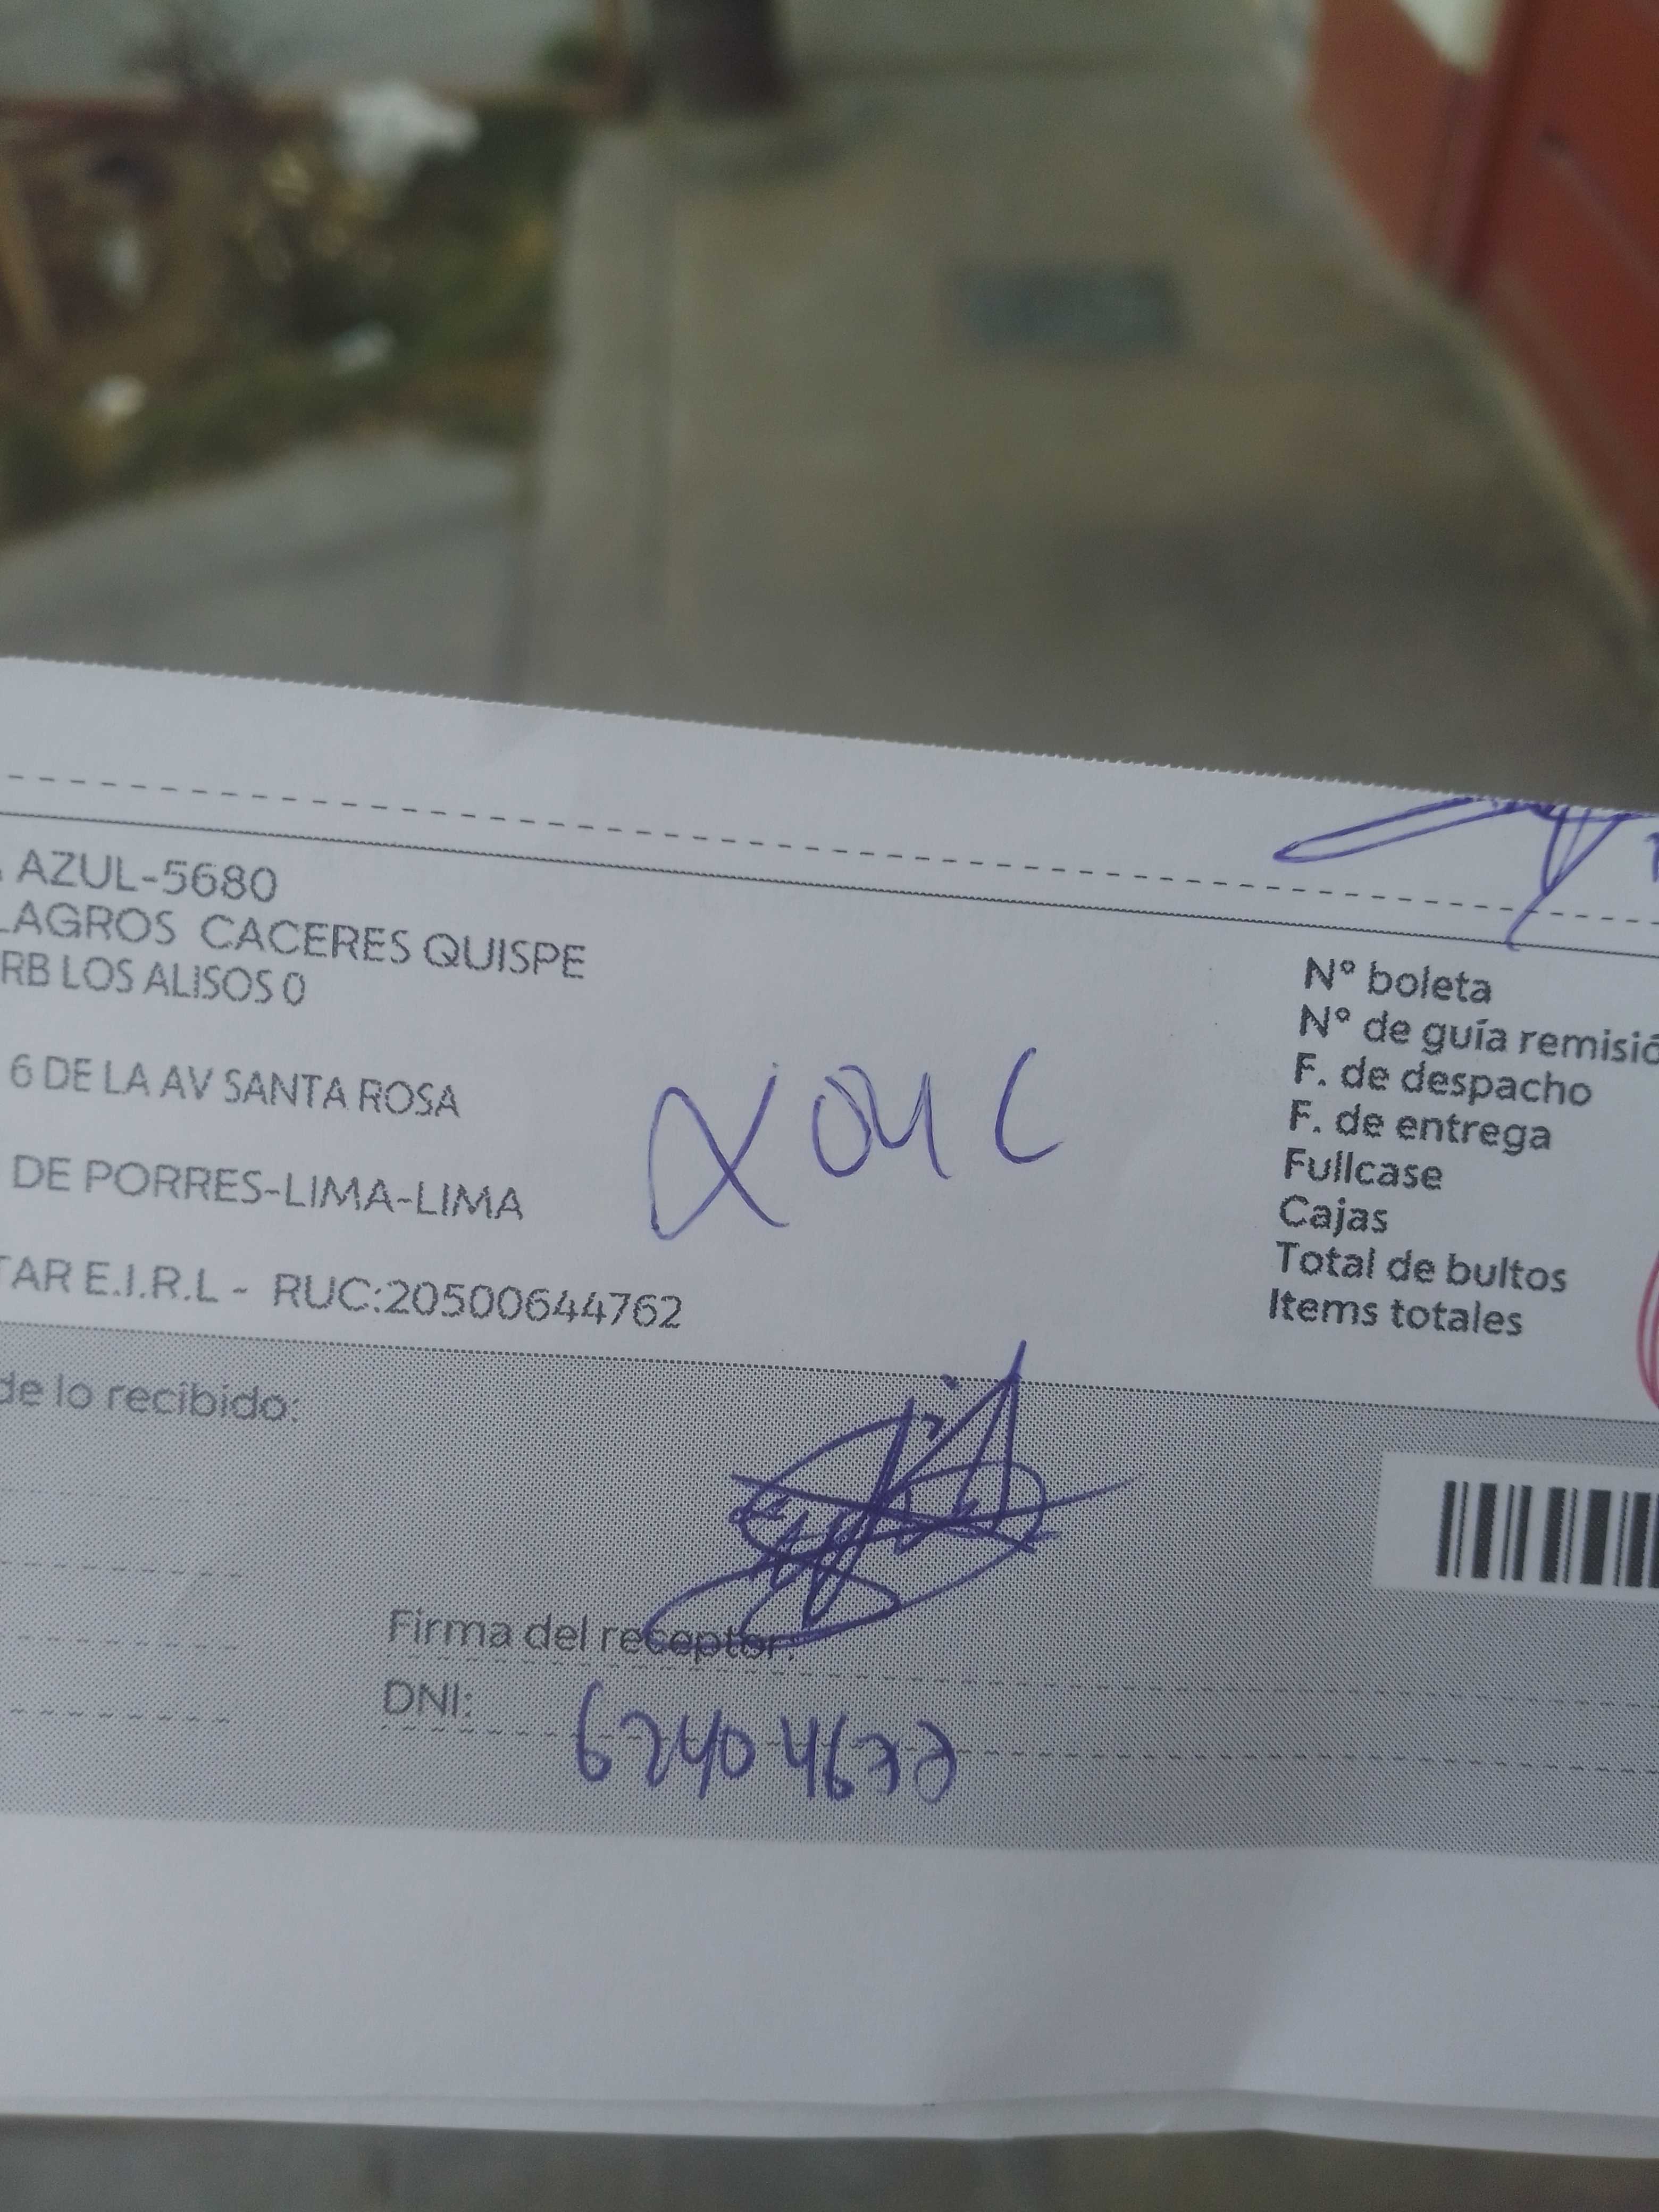 AZUL-5680
LAGROS CACERES QUISPE
RB LOS ALISOS 0
6 DE LA AV SANTA ROSA
DE PORRES-LIMA-LIMA
TAR E.I.R.L - RUC:20500644762
N° boleta
N° de guía remisió
F. de despacho
F. de entrega
Fullcase
Cajas
Total de bultos
Items totales
de lo recibido:
Firma del receptor:
DNI: